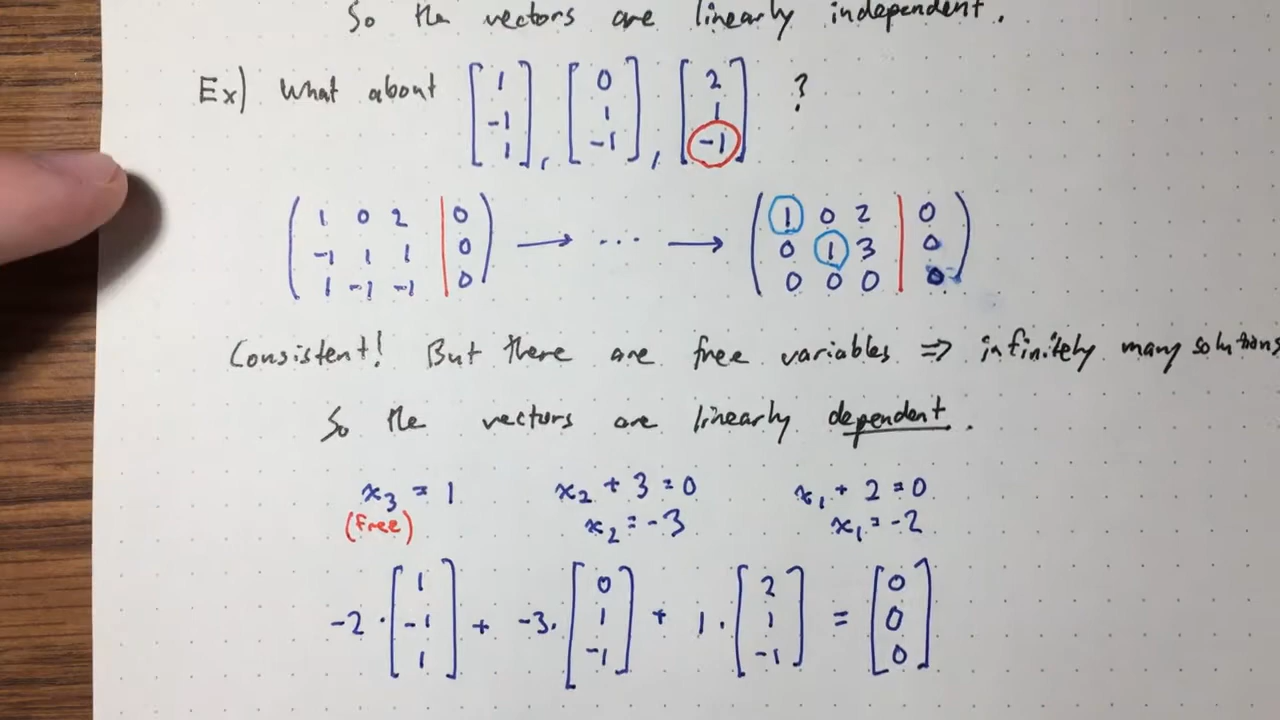 So the vectors are linearly independent.
Ex) What about [1 -1 1], [0 1 -1], [2 1 -1] ?
( 1 0 2 | 0 ) → ... → ( 1 0 2 | 0 )
( -1 1 1 | 0 ) ( 0 1 3 | 0 )
( 1 -1 -1 | 0 ) ( 0 0 0 | 0 )
Consistent! But there are free variables ⇒ infinitely many solutions
So the vectors are linearly dependent.
x₃ = 1 x₂ + 3 = 0 x₁ + 2 = 0
(free) x₂ = -3 x₁ = -2
-2 · [1 -1 1] + -3 · [0 1 -1] + 1 · [2 1 -1] = [0 0 0]